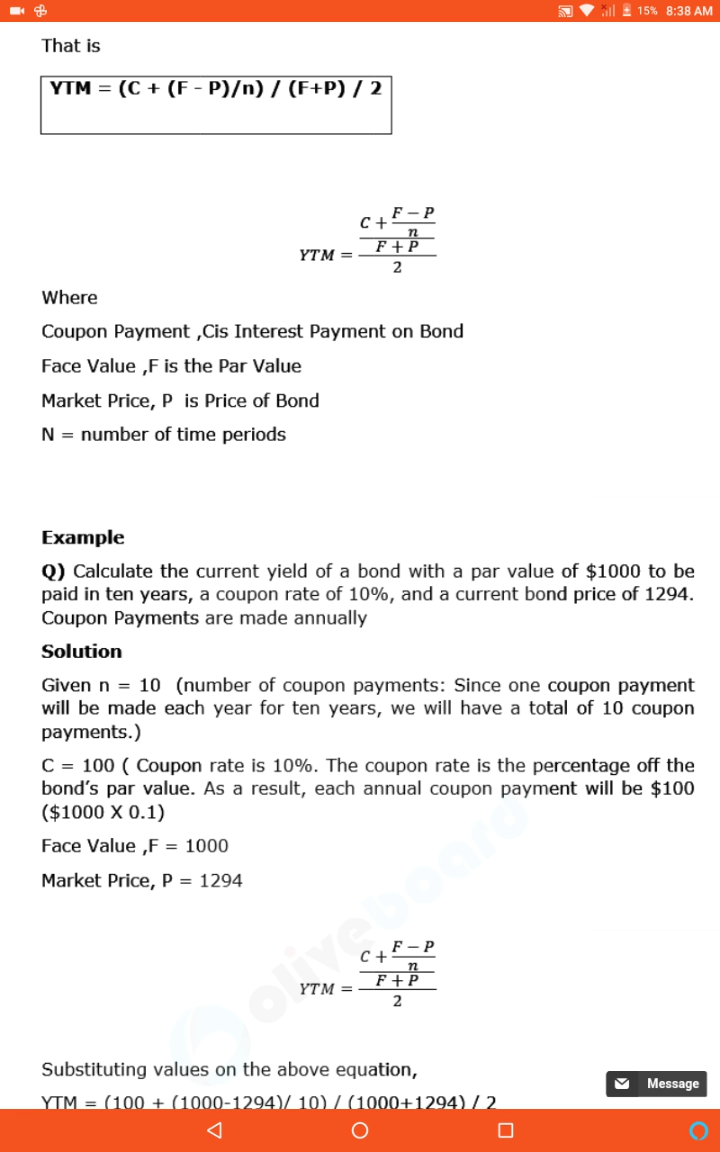 15% 8:38 AM
That is
YTM = (C + (F - P)/n) / (F+P) / 2
F − P
C +
n
F + P
YTM =
2
Where
Coupon Payment ,Cis Interest Payment on Bond
Face Value ,F is the Par Value
Market Price, P is Price of Bond
N = number of time periods
Example
Q) Calculate the current yield of a bond with a par value of $1000 to be
paid in ten years, a coupon rate of 10%, and a current bond price of 1294.
Coupon Payments are made annually
Solution
Given n = 10 (number of coupon payments: Since one coupon payment
will be made each year for ten years, we will have a total of 10 coupon
payments.)
C = 100 ( Coupon rate is 10%. The coupon rate is the percentage off the
bond's par value. As a result, each annual coupon payment will be $100
($1000 X 0.1)
Face Value ,F = 1000
Market Price, P = 1294
oliveboard
F − P
C +
n
F + P
YTM =
2
Substituting values on the above equation,
Message
YTM = (100 + (1000-1294)/ 10) / (1000+1294) / 2